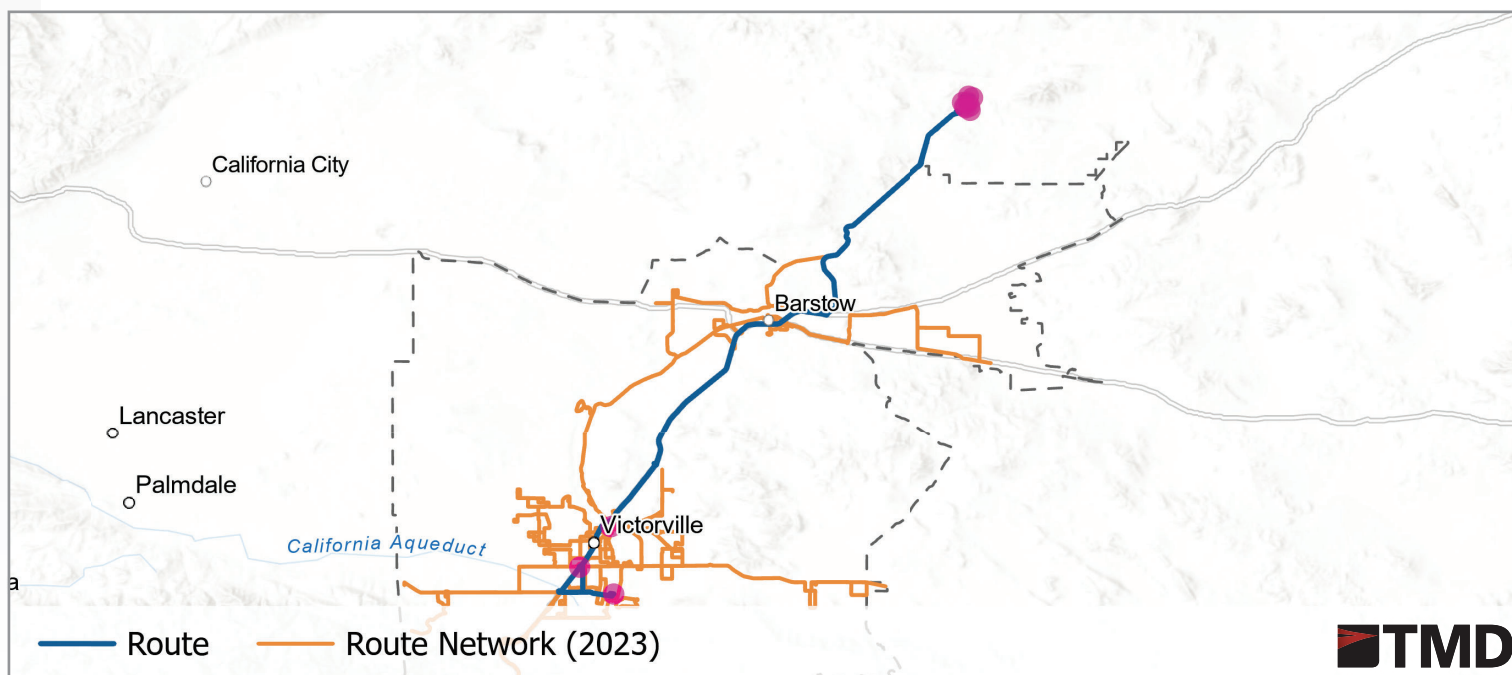 California City
Barstow
Lancaster
Palmdale
Victorville
California Aqueduct
a
Route
Route Network (2023)
TMD